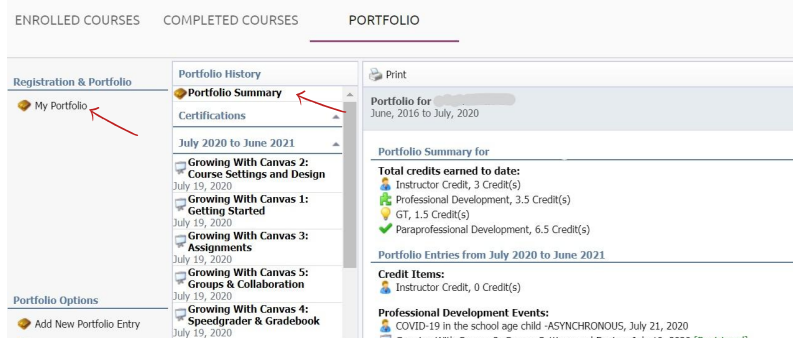 ENROLLED COURSES COMPLETED COURSES PORTFOLIO
Registration & Portfolio
My Portfolio
Portfolio Options
Add New Portfolio Entry
Portfolio History
Portfolio Summary
Certifications
July 2020 to June 2021
Growing With Canvas 2:
Course Settings and Design
July 19, 2020
Growing With Canvas 1:
Getting Started
July 19, 2020
Growing With Canvas 3:
Assignments
July 19, 2020
Growing With Canvas 5:
Groups & Collaboration
July 19, 2020
Growing With Canvas 4:
Speedgrader & Gradebook
July 19, 2020
Print
Portfolio for
June, 2016 to July, 2020
Portfolio Summary for
Total credits earned to date:
Instructor Credit, 3 Credit(s)
Professional Development, 3.5 Credit(s)
GT, 1.5 Credit(s)
Paraprofessional Development, 6.5 Credit(s)
Portfolio Entries from July 2020 to June 2021
Credit Items:
Instructor Credit, 0 Credit(s)
Professional Development Events:
COVID-19 in the school age child -ASYNCHRONOUS, July 21, 2020